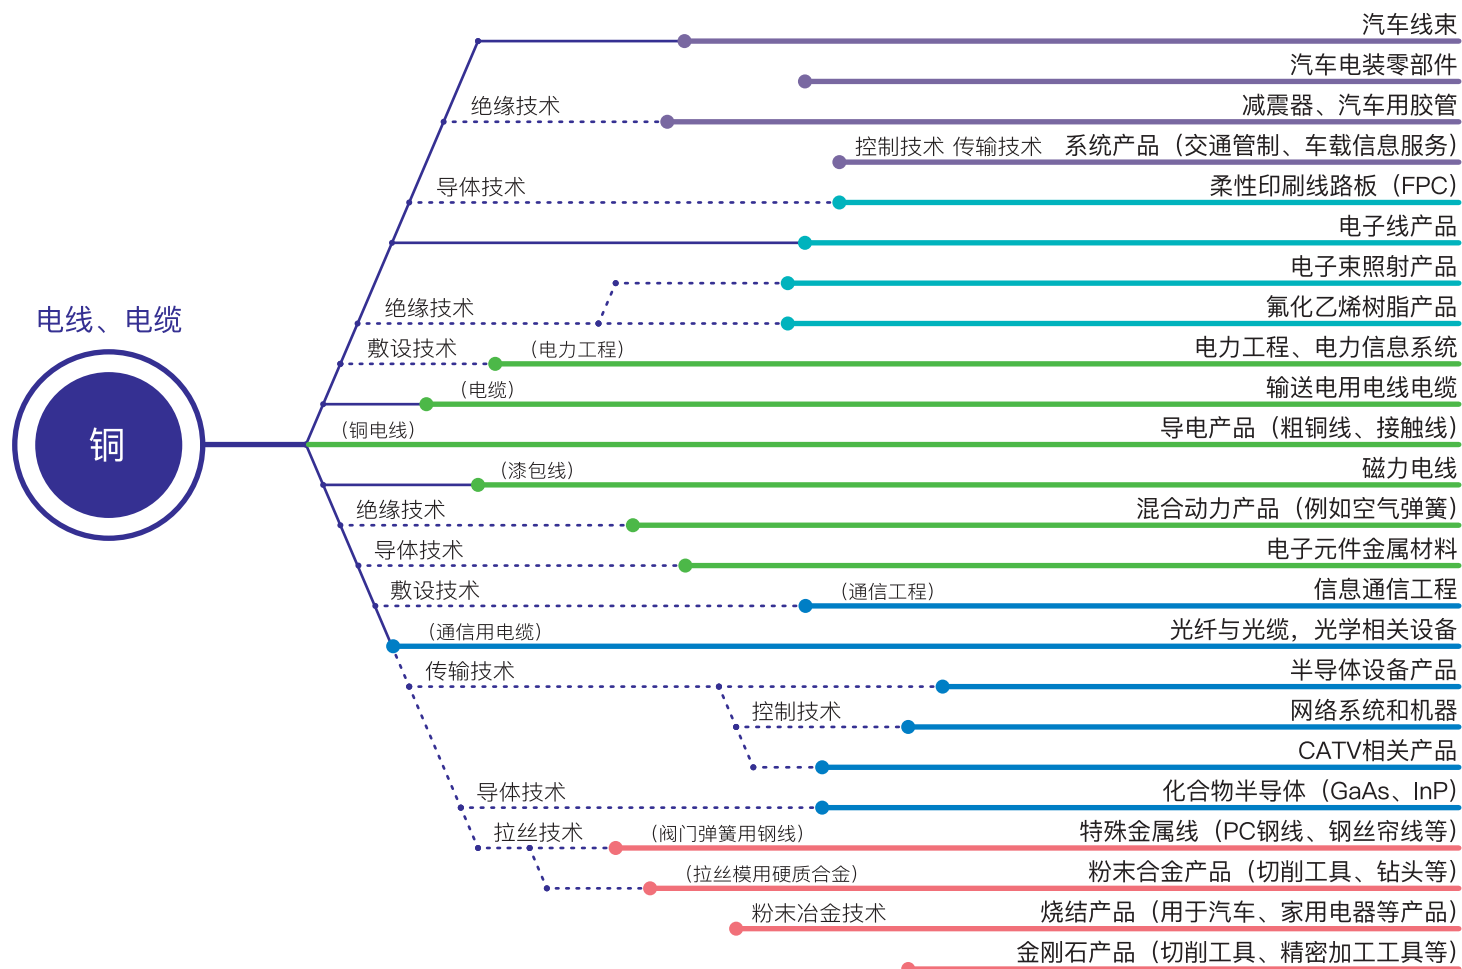 汽车线束
汽车电装零部件
绝缘技术 减震器、汽车用胶管
控制技术 传输技术 系统产品（交通管制、车载信息服务）
导体技术 柔性印刷线路板（FPC）
电子线产品
电子束照射产品
绝缘技术 氟化乙烯树脂产品
电线、电缆
敷设技术 （电力工程） 电力工程、电力信息系统
（电缆） 输送电用电线电缆
铜
（铜电线） 导电产品（粗铜线、接触线）
（漆包线） 磁力电线
绝缘技术 混合动力产品（例如空气弹簧）
导体技术 电子元件金属材料
敷设技术 （通信工程） 信息通信工程
（通信用电缆） 光纤与光缆，光学相关设备
传输技术 半导体设备产品
控制技术 网络系统和机器
CATV相关产品
导体技术 化合物半导体（GaAs、InP）
拉丝技术 （阀门弹簧用钢线） 特殊金属线（PC钢线、钢丝帘线等）
（拉丝模用硬质合金） 粉末合金产品（切削工具、钻头等）
粉末冶金技术 烧结产品（用于汽车、家用电器等产品）
金刚石产品（切削工具、精密加工工具等）